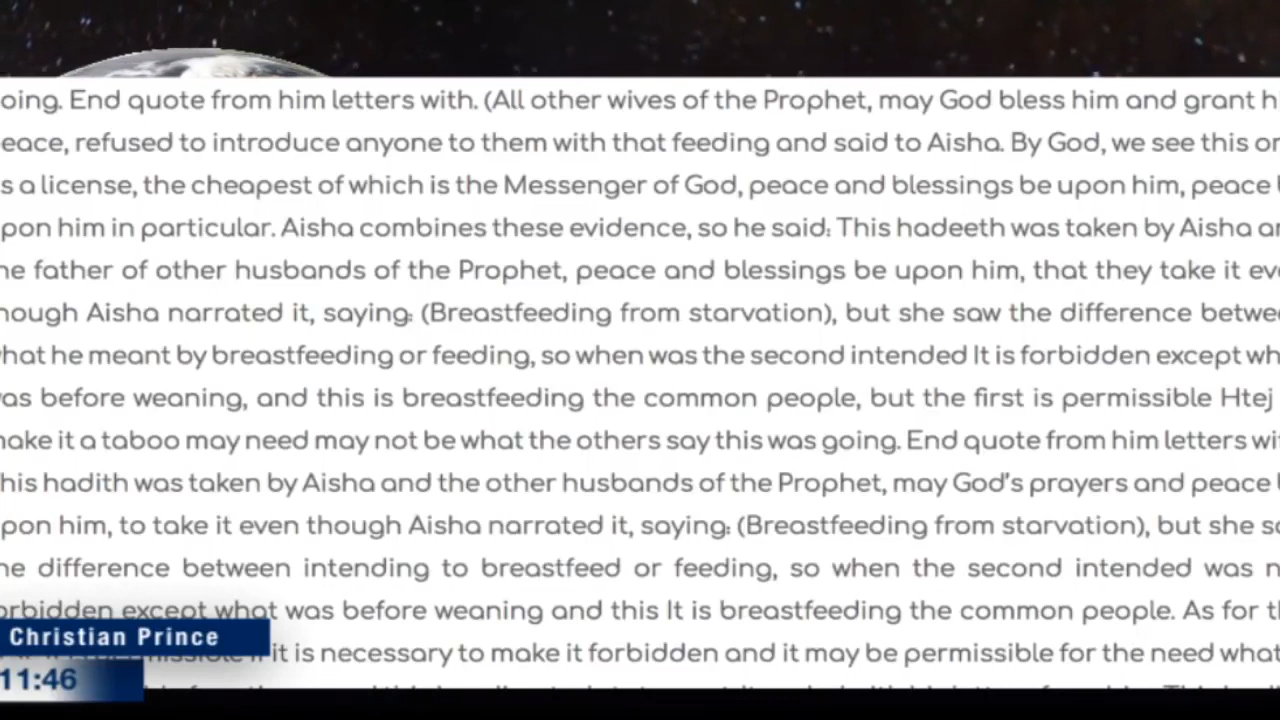 oing. End quote from him letters with. (All other wives of the Prophet, may God bless him and grant h
eace, refused to introduce anyone to them with that feeding and said to Aisha. By God, we see this or
s a license, the cheapest of which is the Messenger of God, peace and blessings be upon him, peace
pon him in particular. Aisha combines these evidence, so he said: This hadeeth was taken by Aisha ar
he father of other husbands of the Prophet, peace and blessings be upon him, that they take it eve
hough Aisha narrated it, saying: (Breastfeeding from starvation), but she saw the difference betwee
hat he meant by breastfeeding or feeding, so when was the second intended It is forbidden except wh
as before weaning, and this is breastfeeding the common people, but the first is permissible Htej
nake it a taboo may need may not be what the others say this was going. End quote from him letters wit
his hadith was taken by Aisha and the other husbands of the Prophet, may God's prayers and peace
pon him, to take it even though Aisha narrated it, saying: (Breastfeeding from starvation), but she sa
he difference between intending to breastfeed or feeding, so when the second intended was n
orbidden except what was before weaning and this It is breastfeeding the common people. As for th
it is necessary to make it forbidden and it may be permissible for the need what
Christian Prince
11:46